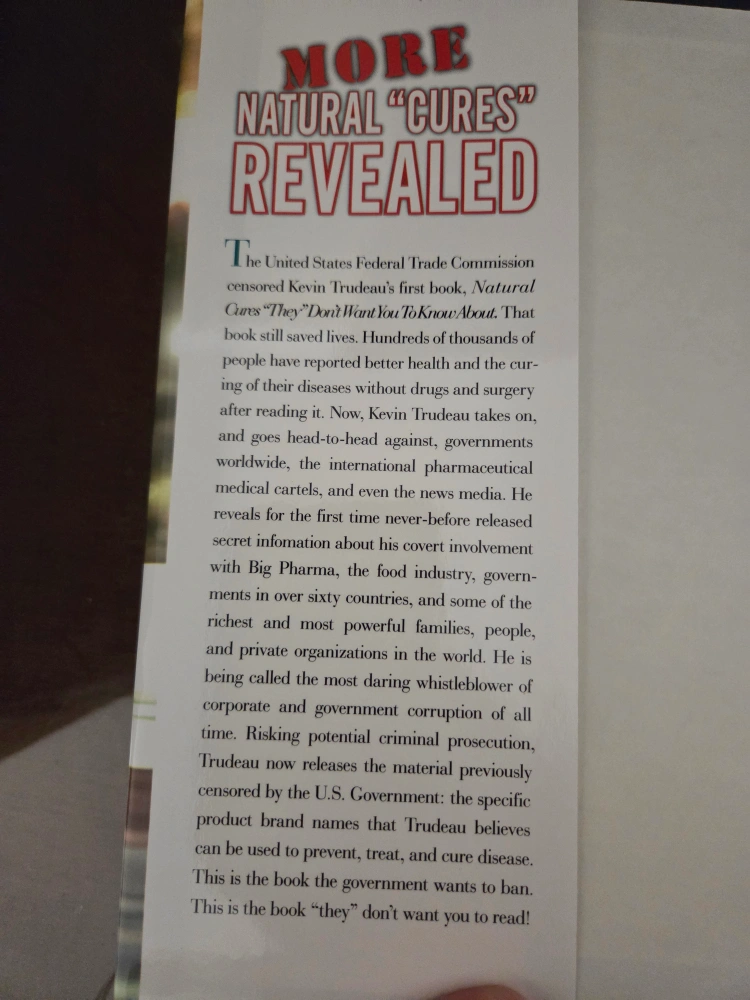 MORE
NATURAL “CURES”
REVEALED
The United States Federal Trade Commission
censored Kevin Trudeau’s first book, Natural
Cures “They” Don’t Want You To Know About. That
book still saved lives. Hundreds of thousands of
people have reported better health and the cur-
ing of their diseases without drugs and surgery
after reading it. Now, Kevin Trudeau takes on,
and goes head-to-head against, governments
worldwide, the international pharmaceutical
medical cartels, and even the news media. He
reveals for the first time never-before released
secret infomation about his covert involvement
with Big Pharma, the food industry, govern-
ments in over sixty countries, and some of the
richest and most powerful families, people,
and private organizations in the world. He is
being called the most daring whistleblower of
corporate and government corruption of all
time. Risking potential criminal prosecution,
Trudeau now releases the material previously
censored by the U.S. Government: the specific
product brand names that Trudeau believes
can be used to prevent, treat, and cure disease.
This is the book the government wants to ban.
This is the book “they” don’t want you to read!